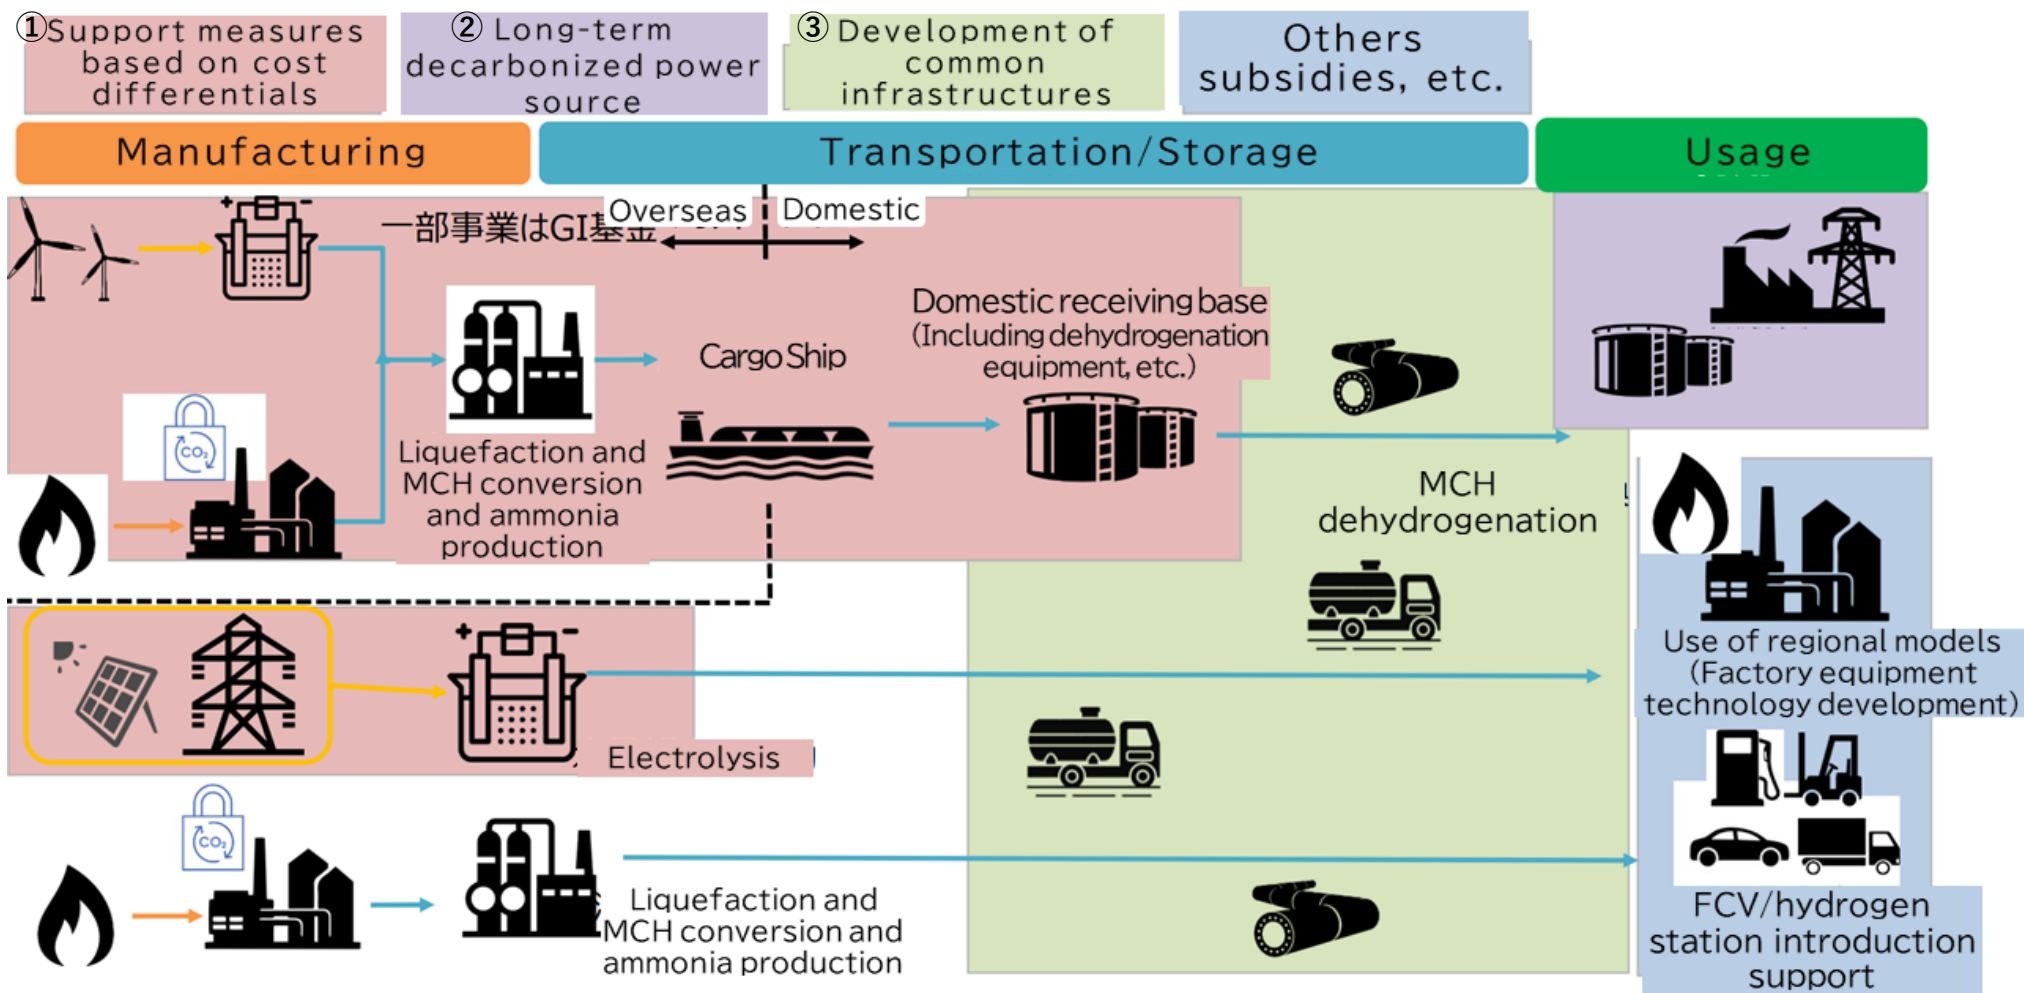 ①Support measures
based on cost
differentials
② Long-term
decarbonized power
source
③ Development of
common
infrastructures
Others
subsidies, etc.
Manufacturing
Transportation/Storage
Usage
一部事業はGI基金
Overseas
Domestic
Domestic receiving base
(Including dehydrogenation
equipment, etc.)
Cargo Ship
CO₂
Liquefaction and
MCH conversion
and ammonia
production
MCH
dehydrogenation
Use of regional models
(Factory equipment
technology development)
Electrolysis
CO₂
Liquefaction and
MCH conversion and
ammonia production
FCV/hydrogen
station introduction
support